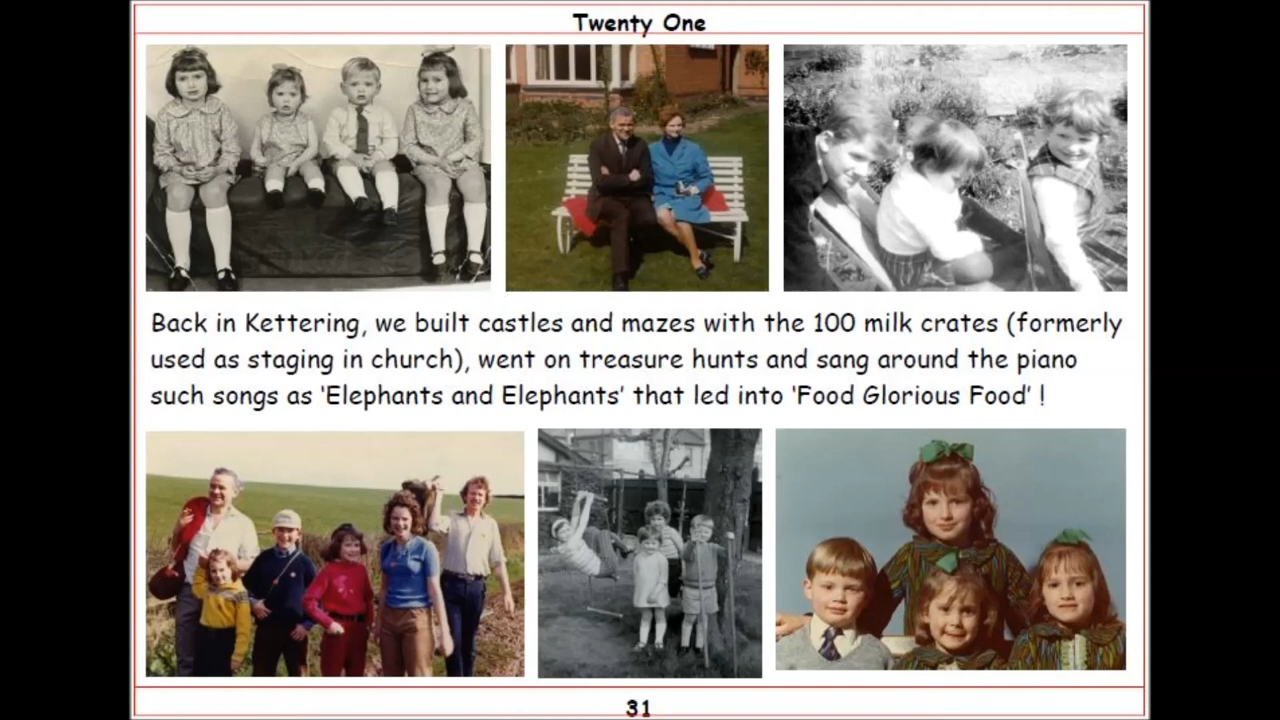 Twenty One
Back in Kettering, we built castles and mazes with the 100 milk crates (formerly
used as staging in church), went on treasure hunts and sang around the piano
such songs as ‘Elephants and Elephants’ that led into ‘Food Glorious Food’ !
31